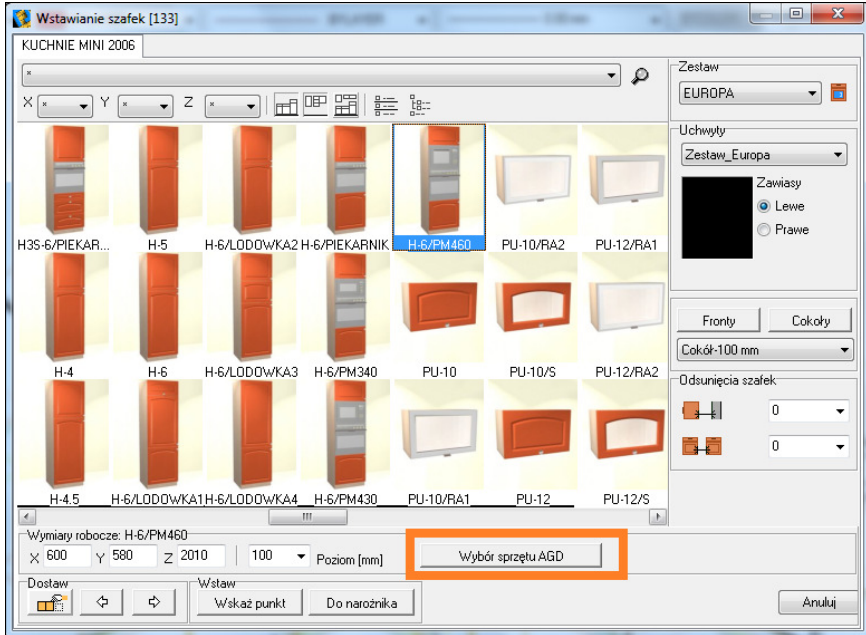 Wstawianie szafek [133]
KUCHNIE MINI 2006
*
X * Y * Z *
H3S-6/PIEKAR... H-5 H-6/LODOWKA2 H-6/PIEKARNIK H-6/PM460 PU-10/RA2 PU-12/RA1
H-4 H-6 H-6/LODOWKA3 H-6/PM340 PU-10 PU-10/S PU-12/RA2
H-4.5 H-6/LODOWKA1 H-6/LODOWKA4 H-6/PM430 PU-10/RA1 PU-12 PU-12/S
Zestaw
EUROPA
Uchwyty
Zestaw_Europa
Zawiasy
Lewe
Prawe
Fronty Cokoły
Cokół-100 mm
Odsunięcia szafek
0
0
Wymiary robocze: H-6/PM460
X 600 Y 580 Z 2010 100 Poziom [mm] Wybór sprzętu AGD
Dostaw Wstaw
Wskaż punkt Do narożnika Anuluj